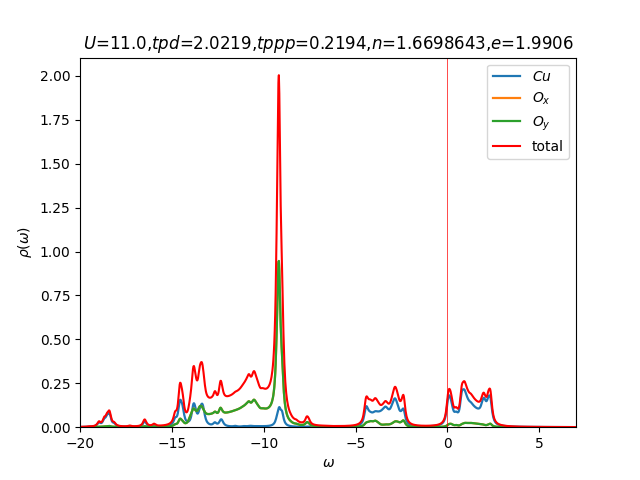 U=11.0,tpd=2.0219,tppp=0.2194,n=1.6698643,e=1.9906
2.00
1.75
1.50
1.25
1.00
0.75
0.50
0.25
0.00
ρ(ω)
Cu
Oₓ
O_y
total
−20 −15 −10 −5 0 5
ω